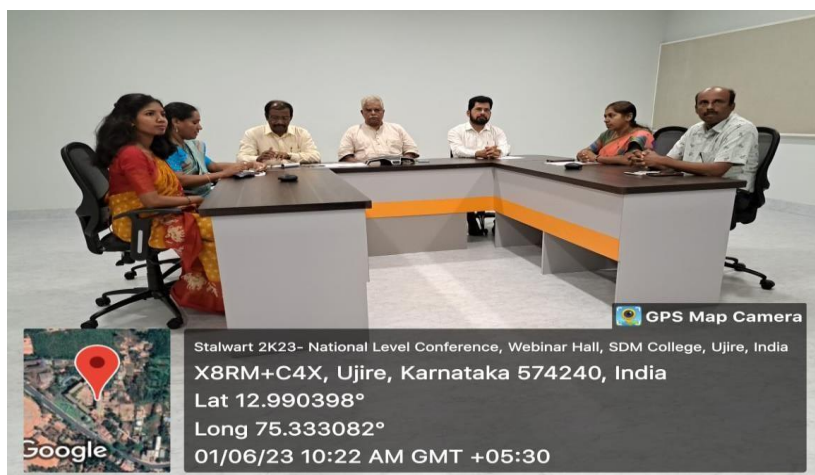 GPS Map Camera
Stalwart 2K23- National Level Conference, Webinar Hall, SDM College, Ujire, India
X8RM+C4X, Ujire, Karnataka 574240, India
Lat 12.990398°
Long 75.333082°
01/06/23 10:22 AM GMT +05:30
Google